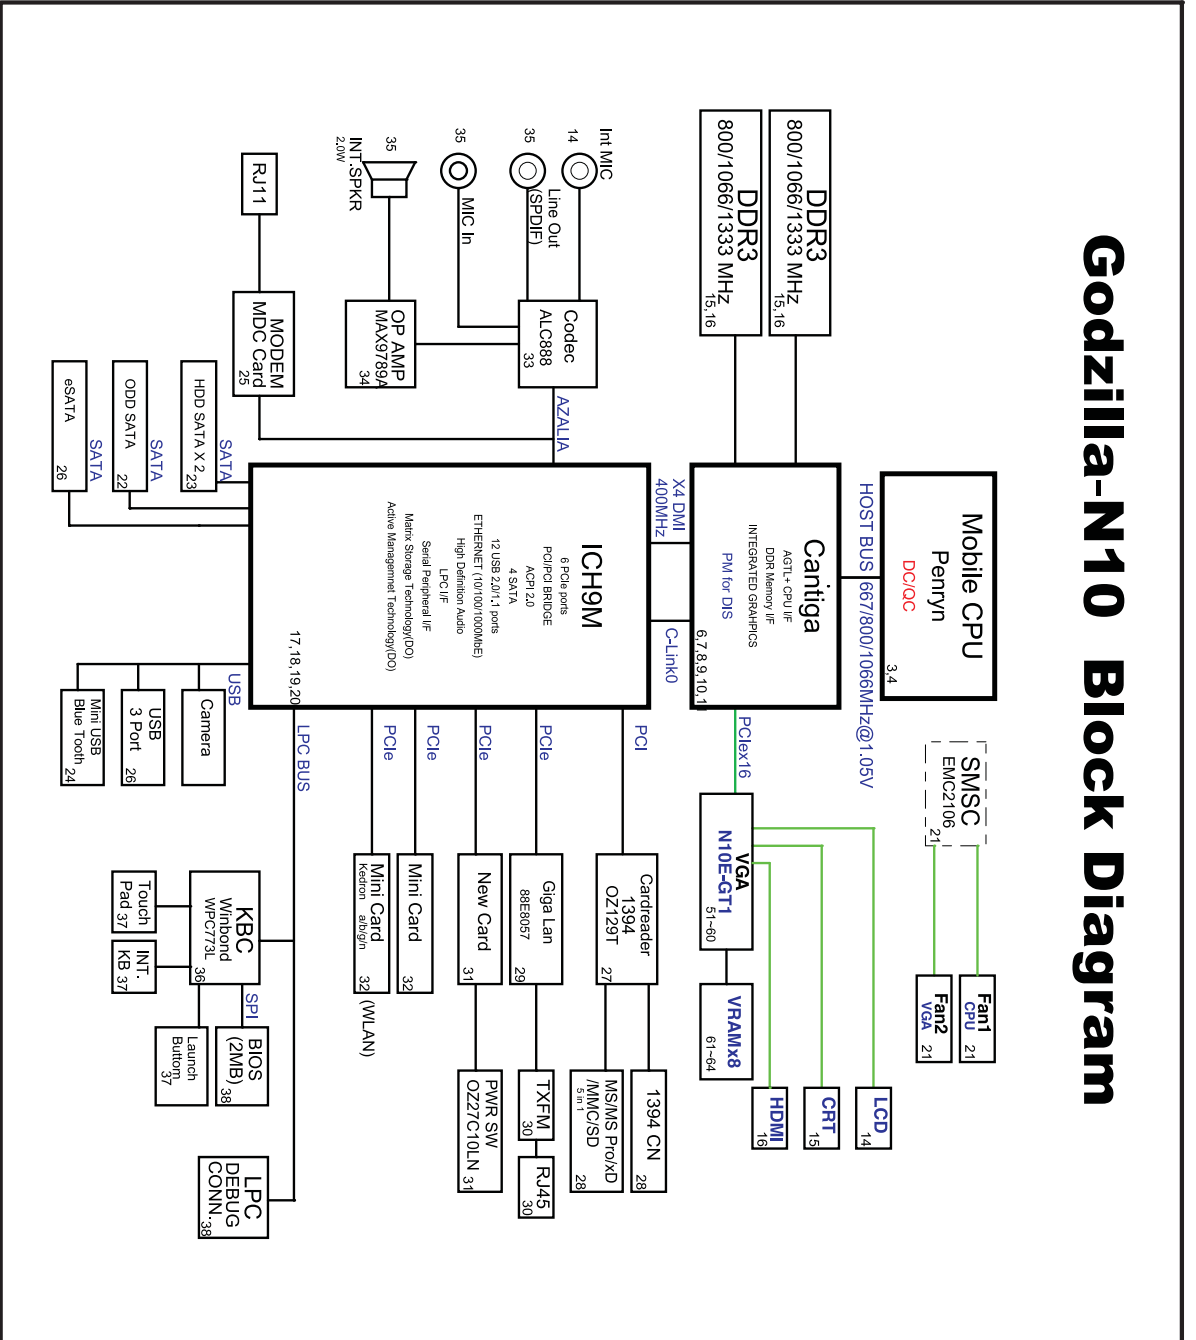 Godzilla-N10 Block Diagram
Mobile CPU
Penryn
DC/QC
3,4
HOST BUS 667/800/1066MHz@1.05V
SMSC
EMC2106
21
Fan1
CPU
21
Fan2
VGA
21
DDR3
800/1066/1333 MHz
15,16
DDR3
800/1066/1333 MHz
15,16
Cantiga
AGTL+ CPU I/F
DDR Memory I/F
INTEGRATED GRAHPICS
PM for DIS
6,7,8,9,10,11
PCIex16
VGA
N10E-GT1
51~60
VRAMx8
61~64
LCD
14
CRT
15
HDMI
16
X4 DMI
400MHz
C-Link0
Int MIC
14
Line Out
(SPDIF)
35
MIC In
35
INT.SPKR
2.0W
35
Codec
ALC888
33
OP AMP
MAX9789A
34
AZALIA
RJ11
MODEM
MDC Card
25
ICH9M
6 PCIe ports
PCI/PCI BRIDGE
ACPI 2.0
4 SATA
12 USB 2.0/1.1 ports
ETHERNET (10/100/1000MbE)
High Definition Audio
LPC I/F
Serial Peripheral I/F
Matrix Storage Technology(DO)
Active Managemnet Technology(DO)
17,18,19,20
PCI
Cardreader
1394
OZ129T
27
1394 CN
28
MS/MS Pro/xD
/MMC/SD
5 in 1
28
PCIe
Giga Lan
88E8057
29
TXFM
30
RJ45
30
PCIe
New Card
31
PWR SW
OZ27C10LN
31
PCIe
Mini Card
32
PCIe
Mini Card
Kedron a/b/g/n
32
(WLAN)
SATA
HDD SATA X 2
23
SATA
ODD SATA
22
SATA
eSATA
26
USB
Camera
USB
3 Port
26
Mini USB
Blue Tooth
24
LPC BUS
KBC
Winbond
WPC773L
36
Touch
Pad 37
INT.
KB 37
SPI
BIOS
(2MB)
38
Launch
Buttom
37
LPC
DEBUG
CONN.
38